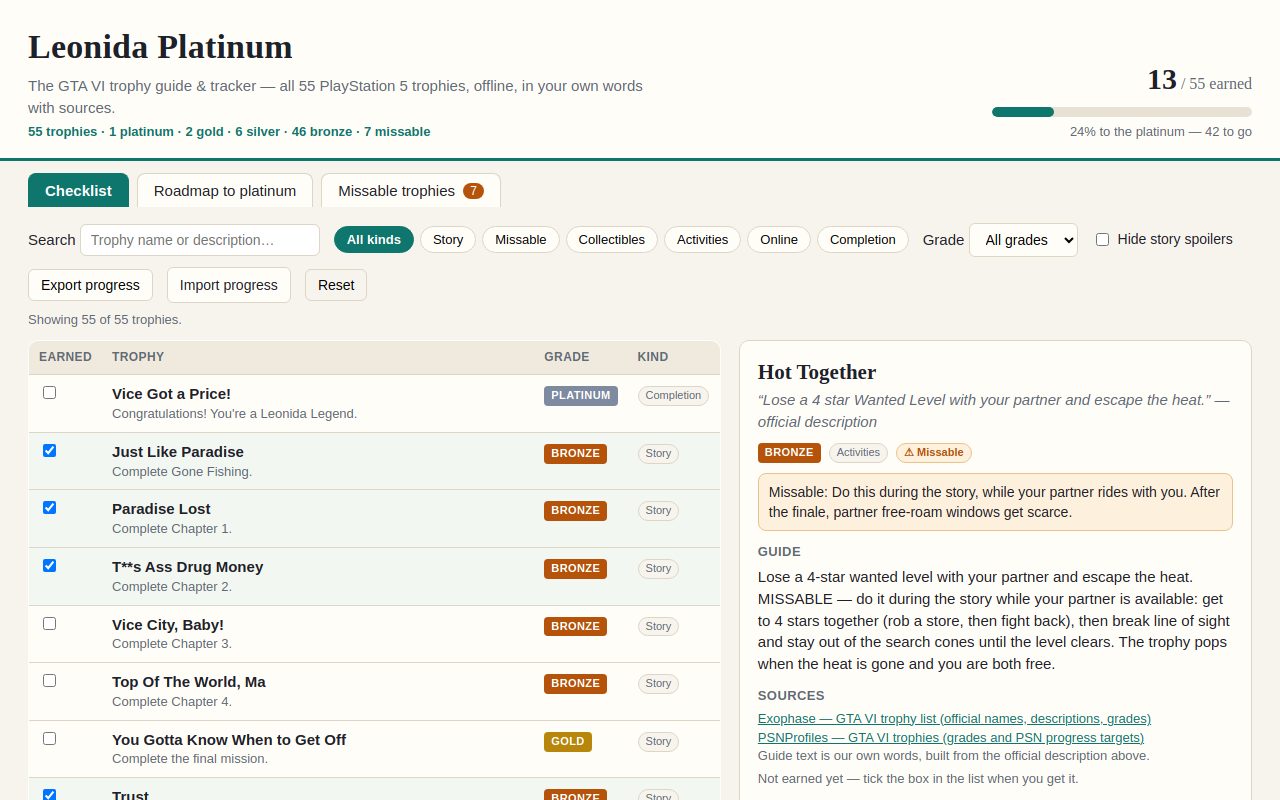 Leonida Platinum
The GTA VI trophy guide & tracker — all 55 PlayStation 5 trophies, offline, in your own words
with sources.
55 trophies · 1 platinum · 2 gold · 6 silver · 46 bronze · 7 missable
13 / 55 earned
24% to the platinum — 42 to go
Checklist
Roadmap to platinum
Missable trophies 7
Search Trophy name or description…
All kinds
Story
Missable
Collectibles
Activities
Online
Completion
Grade All grades
Hide story spoilers
Export progress
Import progress
Reset
Showing 55 of 55 trophies.
EARNED TROPHY GRADE KIND
Vice Got a Price! PLATINUM Completion
Congratulations! You're a Leonida Legend.
Just Like Paradise BRONZE Story
Complete Gone Fishing.
Paradise Lost BRONZE Story
Complete Chapter 1.
T**s Ass Drug Money BRONZE Story
Complete Chapter 2.
Vice City, Baby! BRONZE Story
Complete Chapter 3.
Top Of The World, Ma BRONZE Story
Complete Chapter 4.
You Gotta Know When to Get Off GOLD Story
Complete the final mission.
Trust BRONZE Story
Hot Together
“Lose a 4 star Wanted Level with your partner and escape the heat.” —
official description
BRONZE Activities ⚠ Missable
Missable: Do this during the story, while your partner rides with you. After
the finale, partner free-roam windows get scarce.
GUIDE
Lose a 4-star wanted level with your partner and escape the heat.
MISSABLE — do it during the story while your partner is available: get
to 4 stars together (rob a store, then fight back), then break line of sight
and stay out of the search cones until the level clears. The trophy pops
when the heat is gone and you are both free.
SOURCES
Exophase — GTA VI trophy list (official names, descriptions, grades)
PSNProfiles — GTA VI trophies (grades and PSN progress targets)
Guide text is our own words, built from the official description above.
Not earned yet — tick the box in the list when you get it.